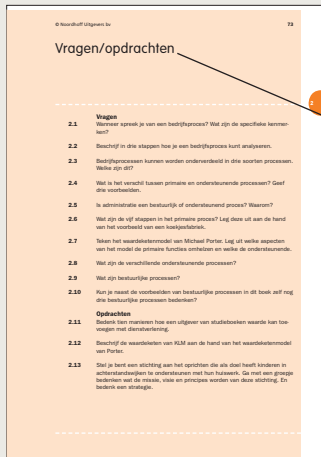 © Noordhoff Uitgevers bv 73
Vragen/opdrachten
2
Vragen
2.1 Wanneer spreek je van een bedrijfsproces? Wat zijn de specifieke kenmer-
ken?
2.2 Beschrijf in drie stappen hoe je een bedrijfsproces kunt analyseren.
2.3 Bedrijfsprocessen kunnen worden onderverdeeld in drie soorten processen.
Welke zijn dit?
2.4 Wat is het verschil tussen primaire en ondersteunende processen? Geef
drie voorbeelden.
2.5 Is administratie een bestuurlijk of ondersteunend proces? Waarom?
2.6 Wat zijn de vijf stappen in het primaire proces? Leg deze uit aan de hand
van het voorbeeld van een koekjesfabriek.
2.7 Teken het waardeketenmodel van Michael Porter. Leg uit welke aspecten
van het model de primaire functies omhelzen en welke de ondersteunende.
2.8 Wat zijn de verschillende ondersteunende processen?
2.9 Wat zijn bestuurlijke processen?
2.10 Kun je naast de voorbeelden van bestuurlijke processen in dit boek zelf nog
drie bestuurlijke processen bedenken?
Opdrachten
2.11 Bedenk tien manieren hoe een uitgever van studieboeken waarde kan toe-
voegen met dienstverlening.
2.12 Beschrijf de waardeketen van KLM aan de hand van het waardeketenmodel
van Porter.
2.13 Stel je bent een stichting aan het oprichten die als doel heeft kinderen in
achterstandswijken te ondersteunen met hun huiswerk. Ga met een groepje
bedenken wat de missie, visie en principes worden van deze stichting. En
bedenk een strategie.